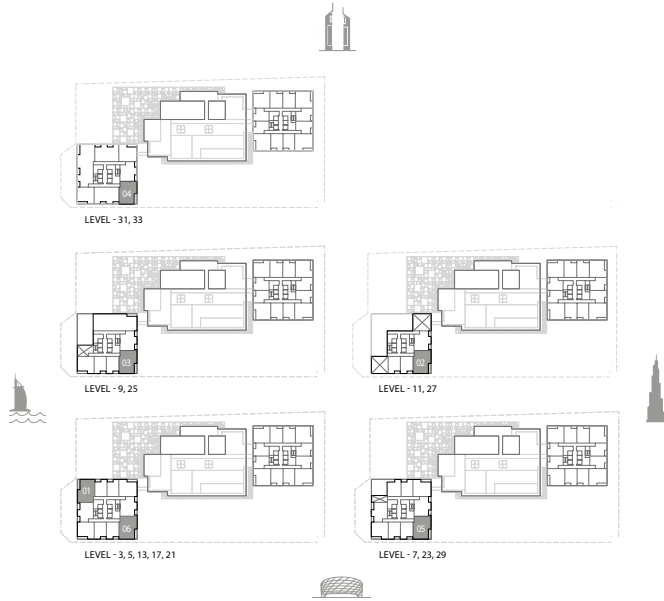 04
LEVEL - 31, 33
03
LEVEL - 9, 25
02
LEVEL - 11, 27
01
06
LEVEL - 3, 5, 13, 17, 21
05
LEVEL - 7, 23, 29